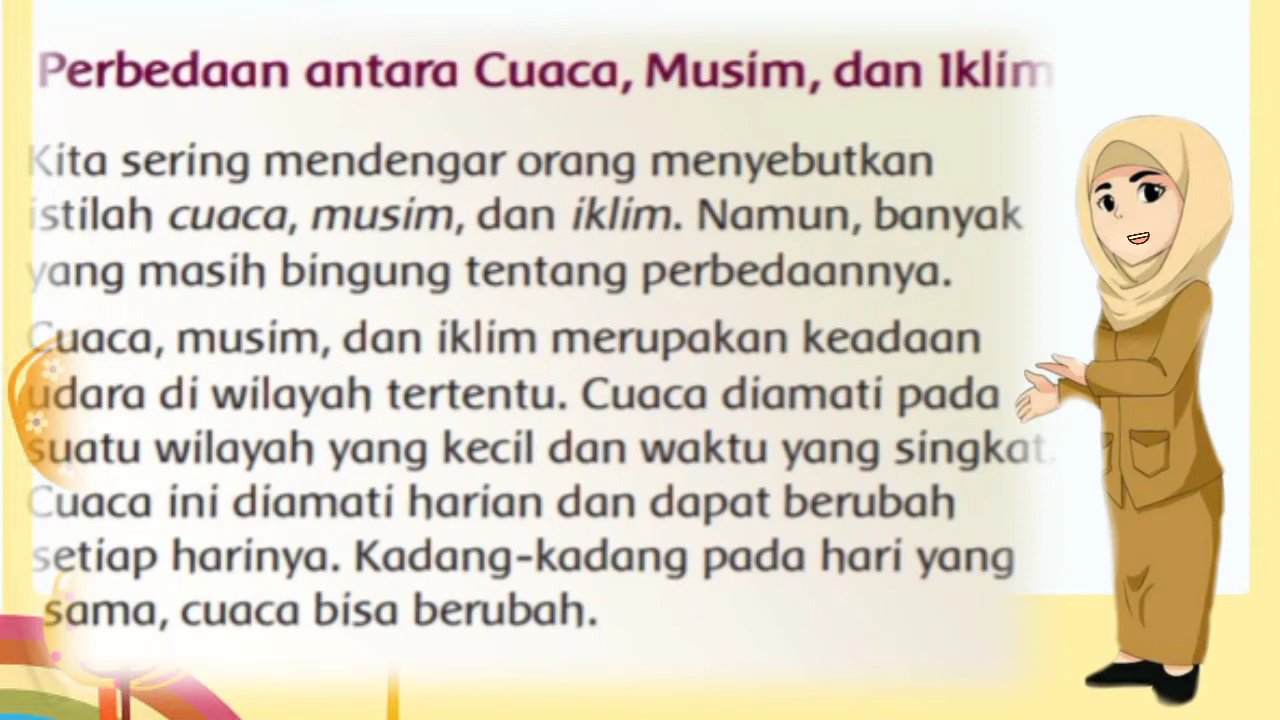 Perbedaan antara Cuaca, Musim, dan Iklim
Kita sering mendengar orang menyebutkan
istilah cuaca, musim, dan iklim. Namun, banyak
yang masih bingung tentang perbedaannya.
Cuaca, musim, dan iklim merupakan keadaan
udara di wilayah tertentu. Cuaca diamati pada
suatu wilayah yang kecil dan waktu yang singkat.
Cuaca ini diamati harian dan dapat berubah
setiap harinya. Kadang-kadang pada hari yang
sama, cuaca bisa berubah.